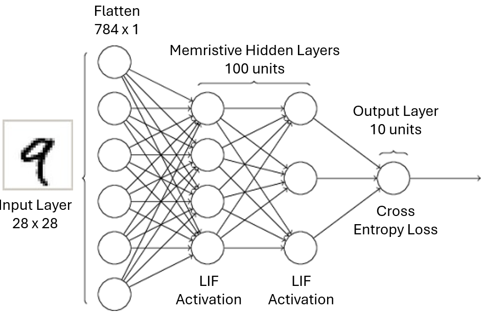 Flatten
784 x 1
Memristive Hidden Layers
100 units
Output Layer
10 units
9
Input Layer
28 x 28
Cross
Entropy Loss
LIF
Activation
LIF
Activation